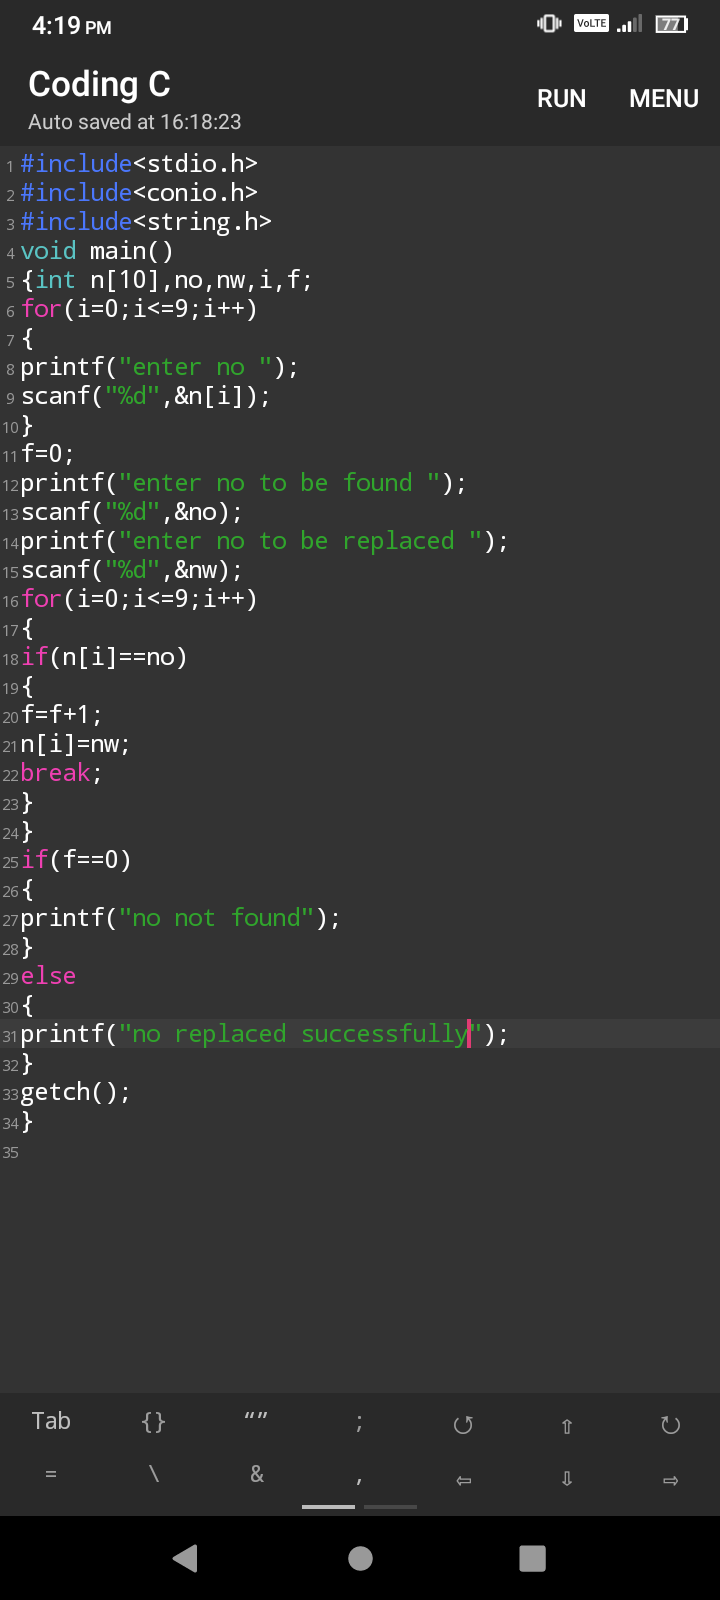 4:19 PM VoLTE 77
Coding C
Auto saved at 16:18:23
RUN MENU
1 #include<stdio.h>
2 #include<conio.h>
3 #include<string.h>
4 void main()
5 {int n[10],no,nw,i,f;
6 for(i=0;i<=9;i++)
7 {
8 printf("enter no ");
9 scanf("%d",&n[i]);
10 }
11 f=0;
12 printf("enter no to be found ");
13 scanf("%d",&no);
14 printf("enter no to be replaced ");
15 scanf("%d",&nw);
16 for(i=0;i<=9;i++)
17 {
18 if(n[i]==no)
19 {
20 f=f+1;
21 n[i]=nw;
22 break;
23 }
24 }
25 if(f==0)
26 {
27 printf("no not found");
28 }
29 else
30 {
31 printf("no replaced successfully");
32 }
33 getch();
34 }
35
Tab {} “” ; ⭯ ⇧ ⭮
= \ & , ⇦ ⇩ ⇨